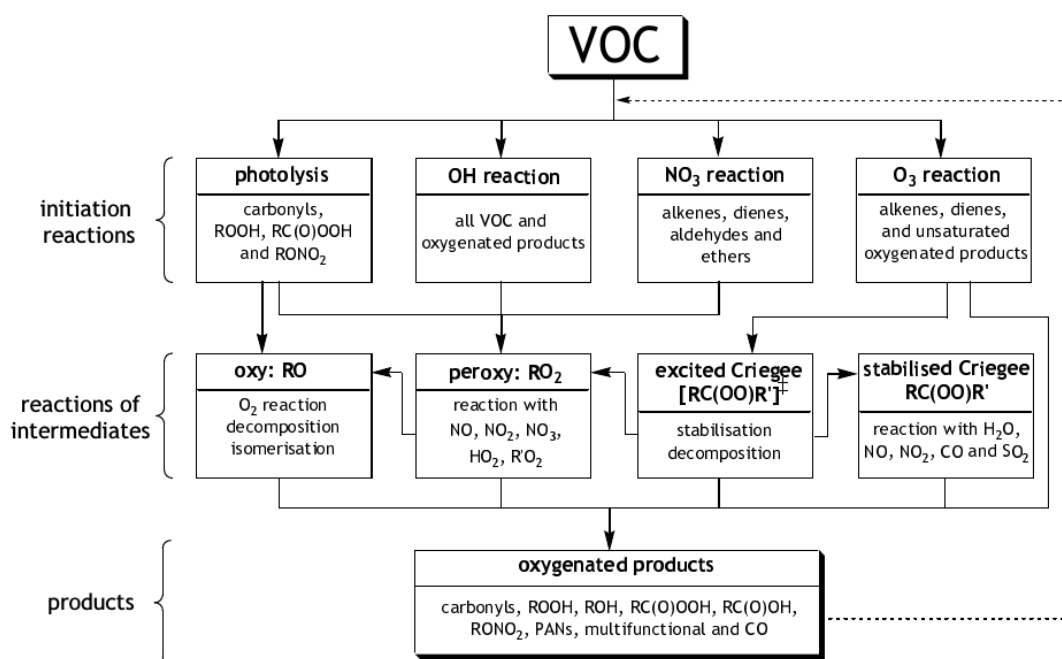 VOC
initiation
reactions
photolysis
carbonyls,
ROOH, RC(O)OOH
and RONO₂
OH reaction
all VOC and
oxygenated products
NO₃ reaction
alkenes, dienes,
aldehydes and
ethers
O₃ reaction
alkenes, dienes,
and unsaturated
oxygenated products
reactions of
intermediates
oxy: RO
O₂ reaction
decomposition
isomerisation
peroxy: RO₂
reaction with
NO, NO₂, NO₃,
HO₂, R'O₂
excited Criegee
[RC(OO)R']‡
stabilisation
decomposition
stabilised Criegee
RC(OO)R'
reaction with H₂O,
NO, NO₂, CO and SO₂
products
oxygenated products
carbonyls, ROOH, ROH, RC(O)OOH, RC(O)OH,
RONO₂, PANs, multifunctional and CO